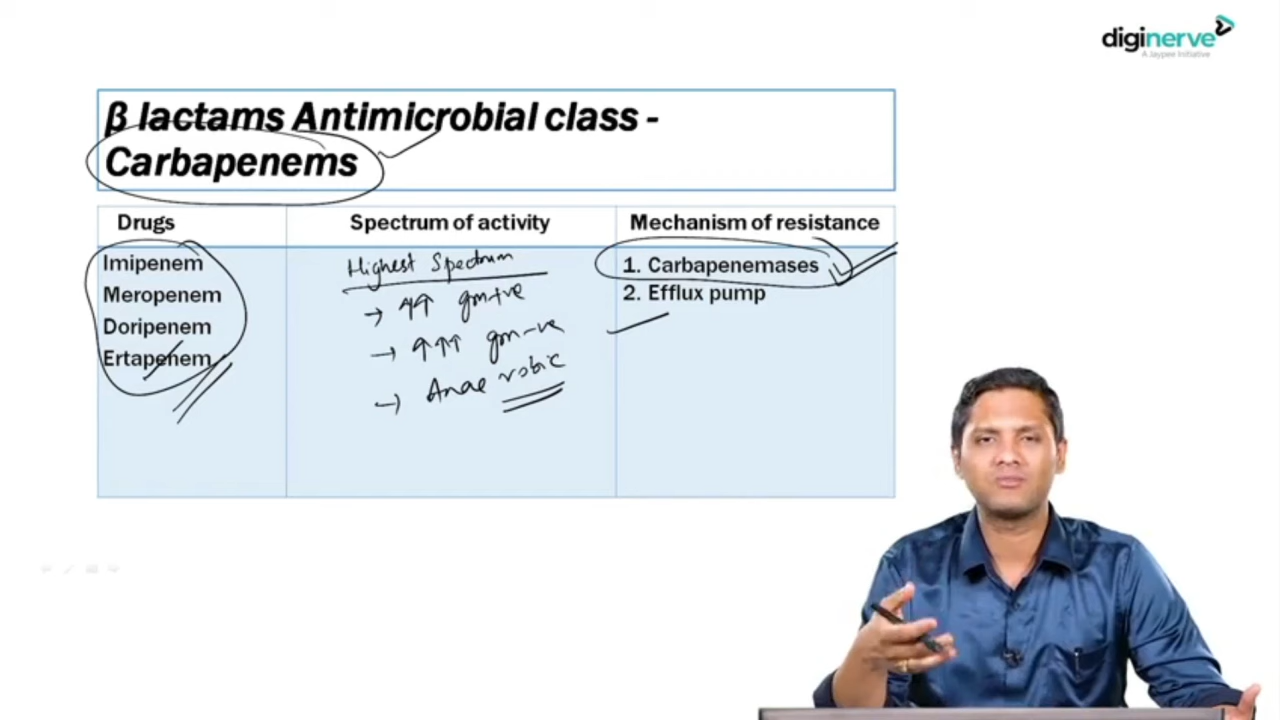 diginerve
A Jaypee Initiative
β lactams Antimicrobial class -
Carbapenems
Drugs
Spectrum of activity
Mechanism of resistance
Imipenem
Meropenem
Doripenem
Ertapenem
Highest Spectrum
→ ↑↑ gm+ve
→ ↑↑↑ gm-ve
→ Anaerobic
1. Carbapenemases
2. Efflux pump